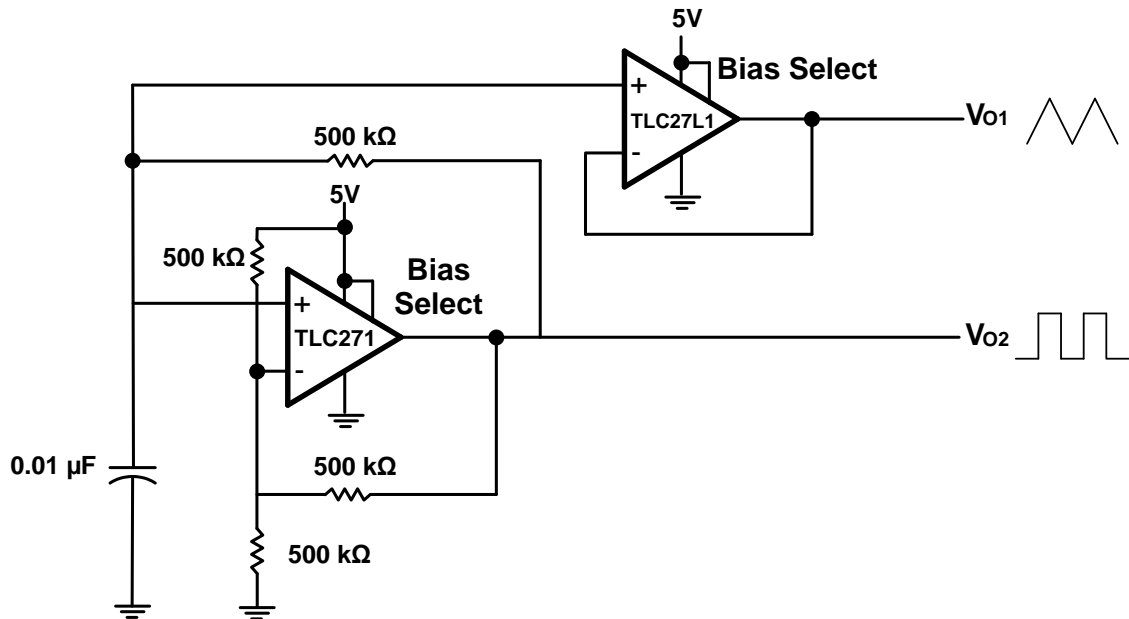 5V
Bias Select
+
TLC27L1
-
VO1
500 kΩ
5V
500 kΩ
Bias
Select
+
TLC271
-
VO2
0.01 µF
500 kΩ
500 kΩ